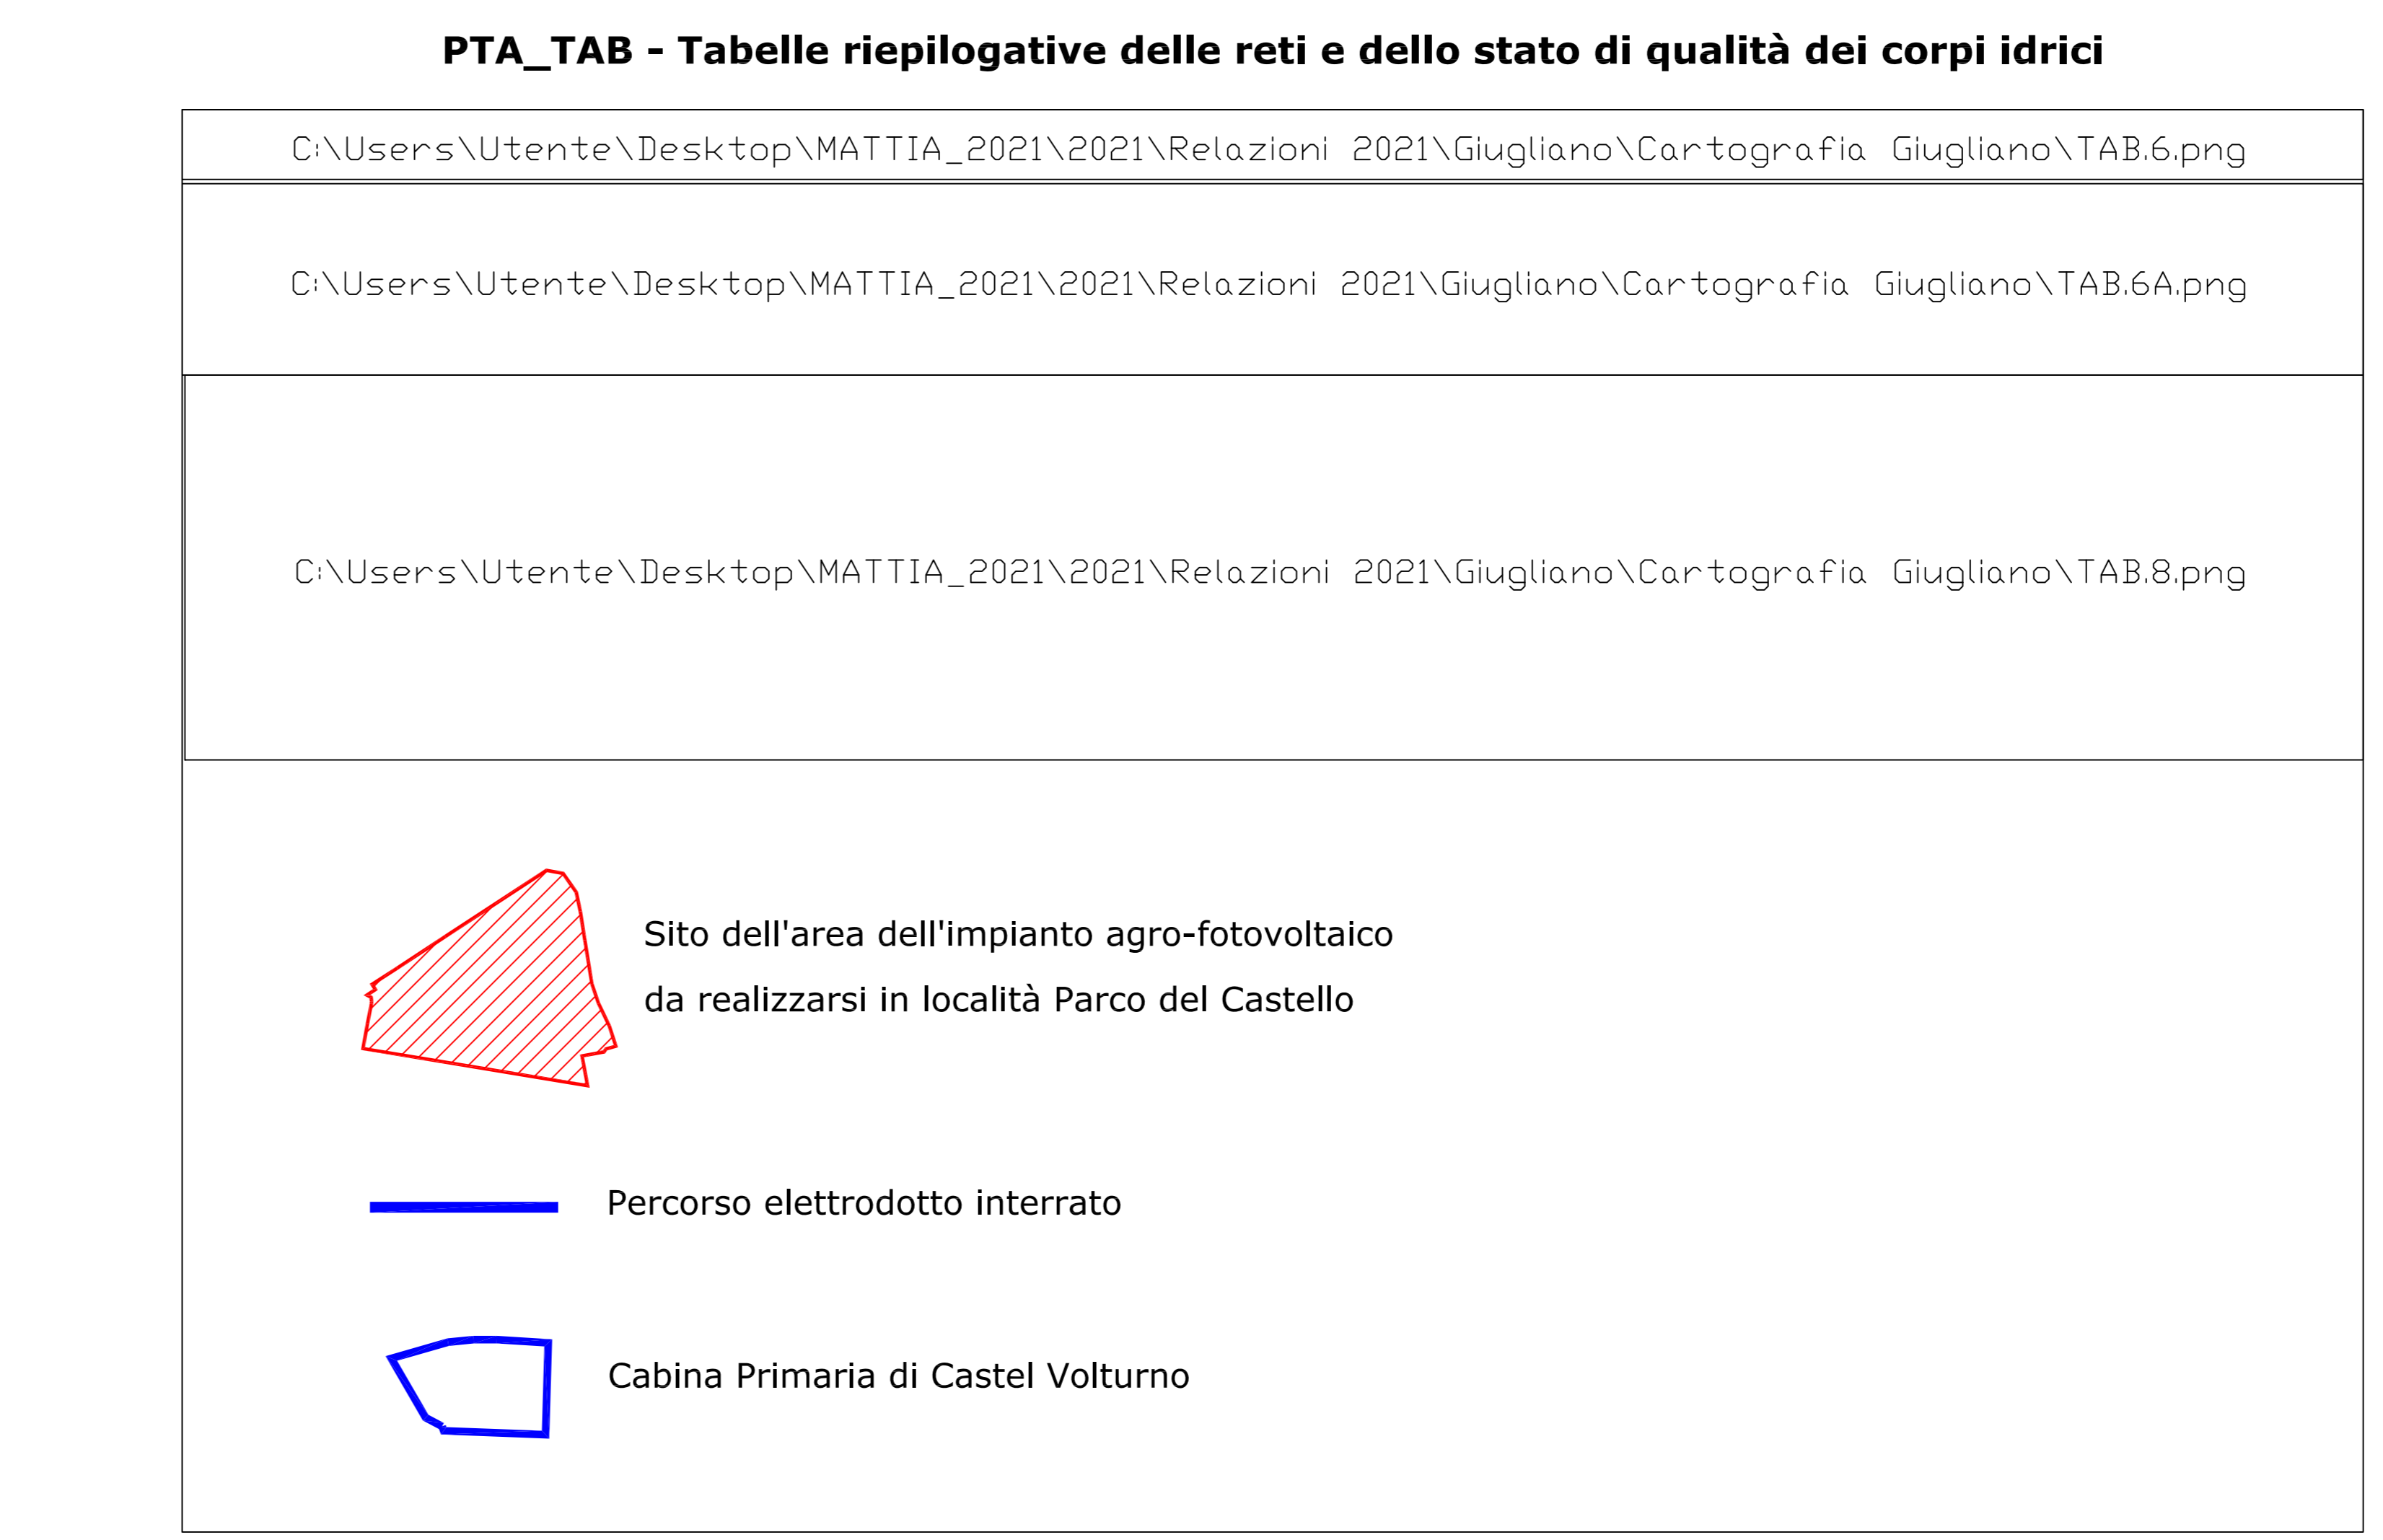 PTA_TAB - Tabelle riepilogative delle reti e dello stato di qualità dei corpi idrici
C:\Users\Utente\Desktop\MATTIA_2021\2021\Relazioni 2021\Giugliano\Cartografia Giugliano\TAB.6.png
C:\Users\Utente\Desktop\MATTIA_2021\2021\Relazioni 2021\Giugliano\Cartografia Giugliano\TAB.6A.png
C:\Users\Utente\Desktop\MATTIA_2021\2021\Relazioni 2021\Giugliano\Cartografia Giugliano\TAB.8.png
Sito dell'area dell'impianto agro-fotovoltaico
da realizzarsi in località Parco del Castello
Percorso elettrodotto interrato
Cabina Primaria di Castel Volturno